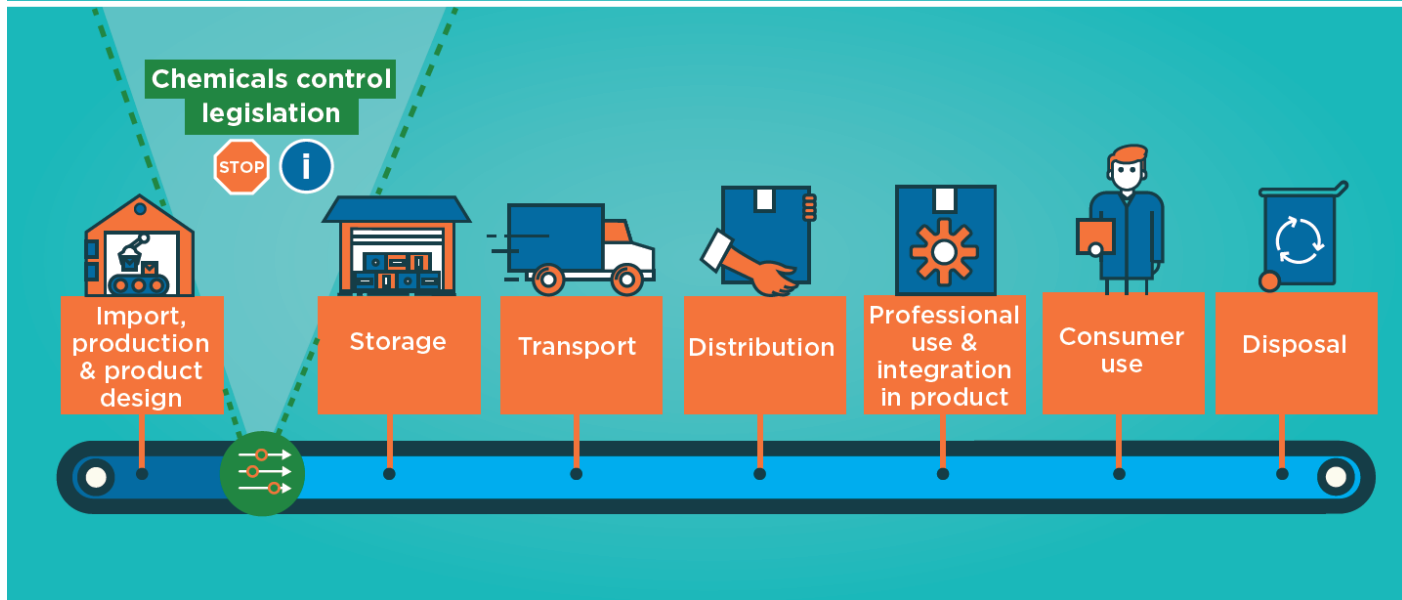 Chemicals control
legislation
STOP
i
Import,
production
& product
design
Storage
Transport
Distribution
Professional
use &
integration
in product
Consumer
use
Disposal